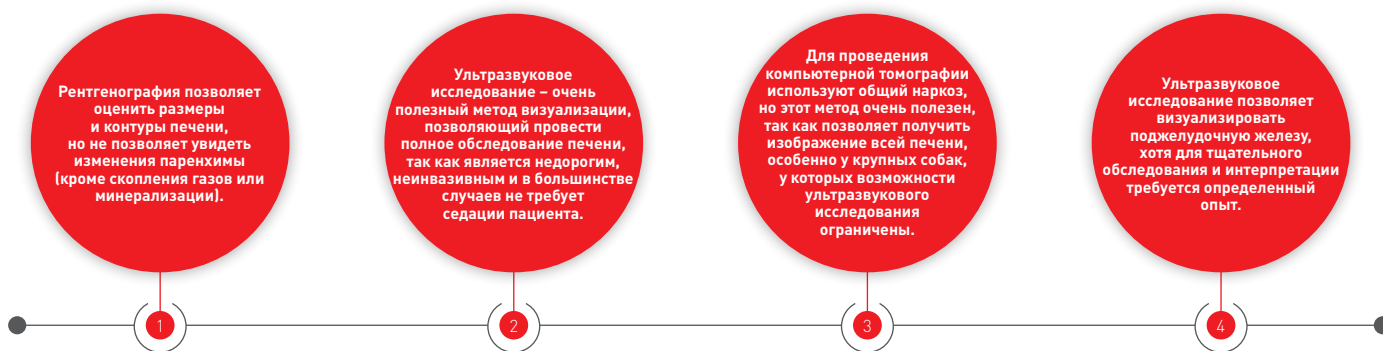 Рентгенография позволяет
оценить размеры
и контуры печени,
но не позволяет увидеть
изменения паренхимы
(кроме скопления газов или
минерализации).
1
Ультразвуковое
исследование – очень
полезный метод визуализации,
позволяющий провести
полное обследование печени,
так как является недорогим,
неинвазивным и в большинстве
случаев не требует
седации пациента.
2
Для проведения
компьютерной томографии
используют общий наркоз,
но этот метод очень полезен,
так как позволяет получить
изображение всей печени,
особенно у крупных собак,
у которых возможности
ультразвукового
исследования
ограничены.
3
Ультразвуковое
исследование позволяет
визуализировать
поджелудочную железу,
хотя для тщательного
обследования и интерпретации
требуется определенный
опыт.
4